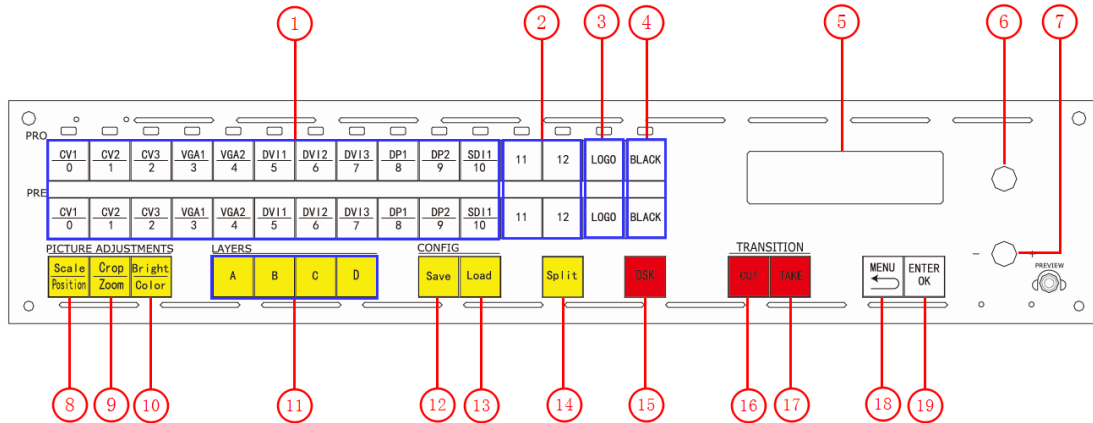 1 2 3 4 5 6 7
PRO
CV1 CV2 CV3 VGA1 VGA2 DVI1 DVI2 DVI3 DP1 DP2 SDI1 11 12 LOGO BLACK
0 1 2 3 4 5 6 7 8 9 10
PRE
CV1 CV2 CV3 VGA1 VGA2 DVI1 DVI2 DVI3 DP1 DP2 SDI1 11 12 LOGO BLACK
0 1 2 3 4 5 6 7 8 9 10
PICTURE ADJUSTMENTS LAYERS CONFIG TRANSITION - +
Scale Crop Bright A B C D Save Load Split DSK CUT TAKE MENU ENTER PREVIEW
Position Zoom Color OK
8 9 10 11 12 13 14 15 16 17 18 19